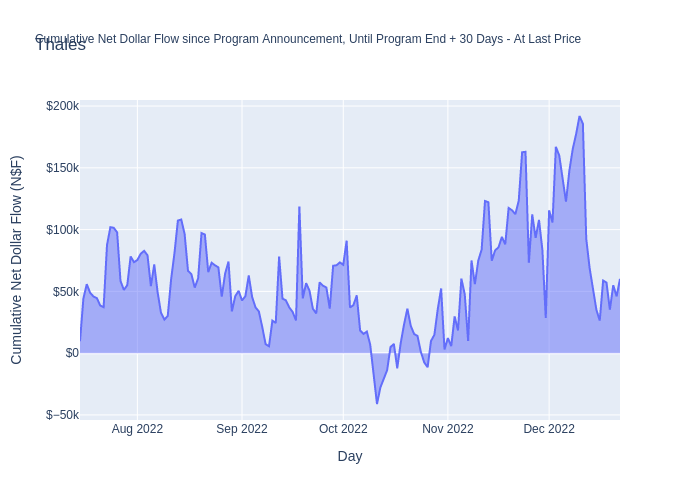 Cumulative Net Dollar Flow since Program Announcement, Until Program End + 30 Days - At Last Price
Thales
$200k
$150k
$100k
$50k
$0
$−50k
Cumulative Net Dollar Flow (N$F)
Aug 2022
Sep 2022
Oct 2022
Nov 2022
Dec 2022
Day